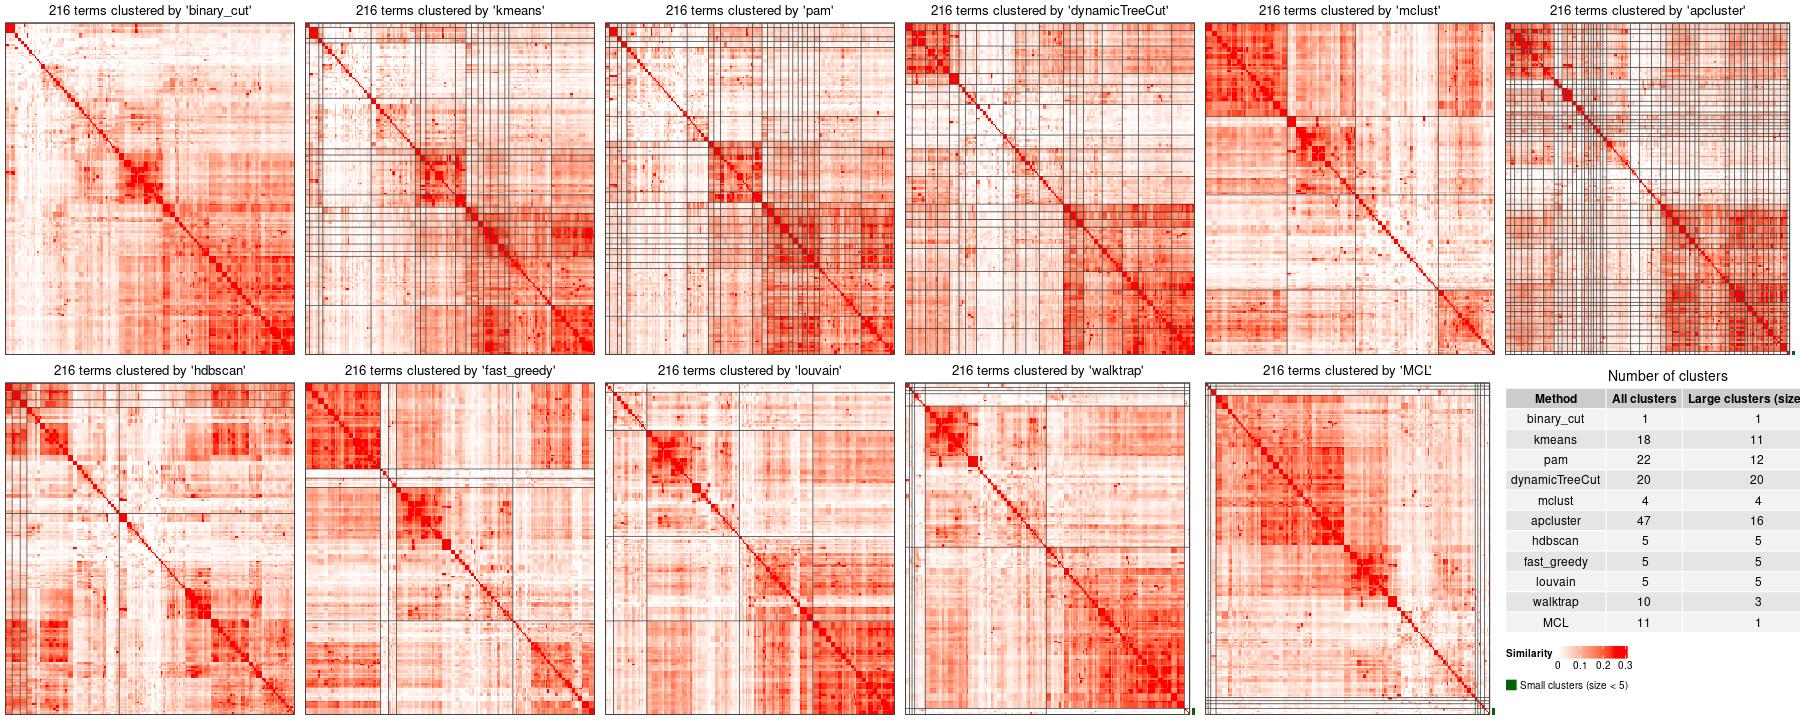 216 terms clustered by 'binary_cut'
216 terms clustered by 'kmeans'
216 terms clustered by 'pam'
216 terms clustered by 'dynamicTreeCut'
216 terms clustered by 'mclust'
216 terms clustered by 'apcluster'
216 terms clustered by 'hdbscan'
216 terms clustered by 'fast_greedy'
216 terms clustered by 'louvain'
216 terms clustered by 'walktrap'
216 terms clustered by 'MCL'
Number of clusters
Method All clusters Large clusters (size
binary_cut 1 1
kmeans 18 11
pam 22 12
dynamicTreeCut 20 20
mclust 4 4
apcluster 47 16
hdbscan 5 5
fast_greedy 5 5
louvain 5 5
walktrap 10 3
MCL 11 1
Similarity
0 0.1 0.2 0.3
Small clusters (size < 5)